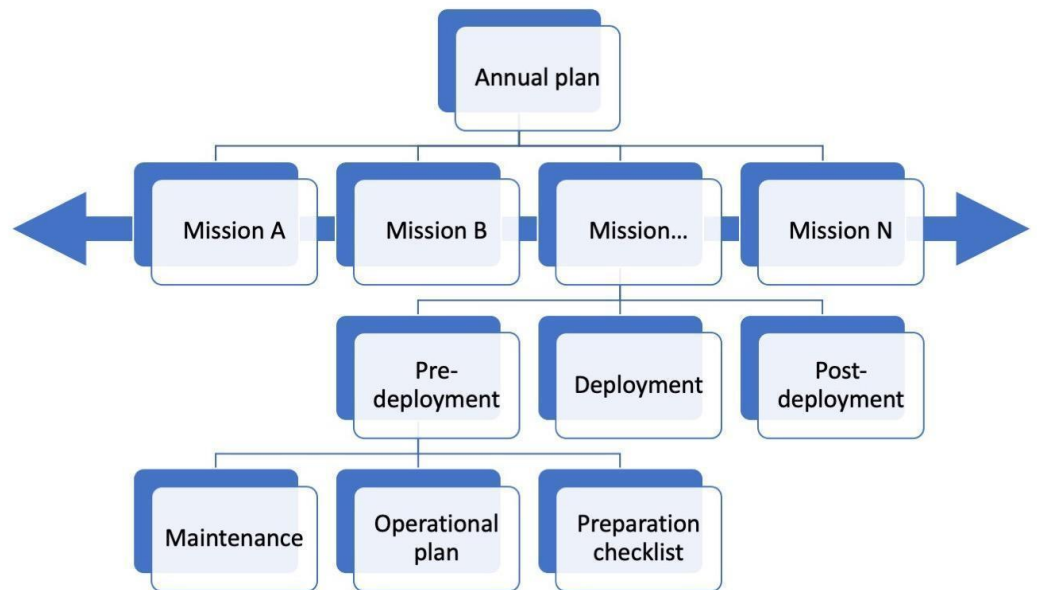 Annual plan
Mission A
Mission B
Mission...
Mission N
Pre-
deployment
Deployment
Post-
deployment
Maintenance
Operational
plan
Preparation
checklist